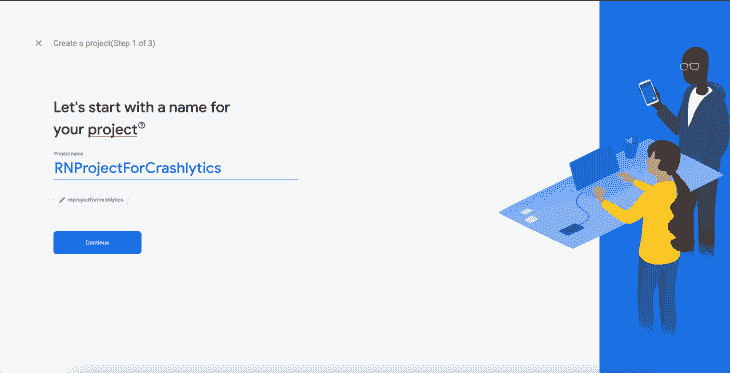 Create a project(Step 1 of 3)
Let's start with a name for
your project
Project name
RNProjectForCrashlytics
rnprojectforcrashlytics
Continue